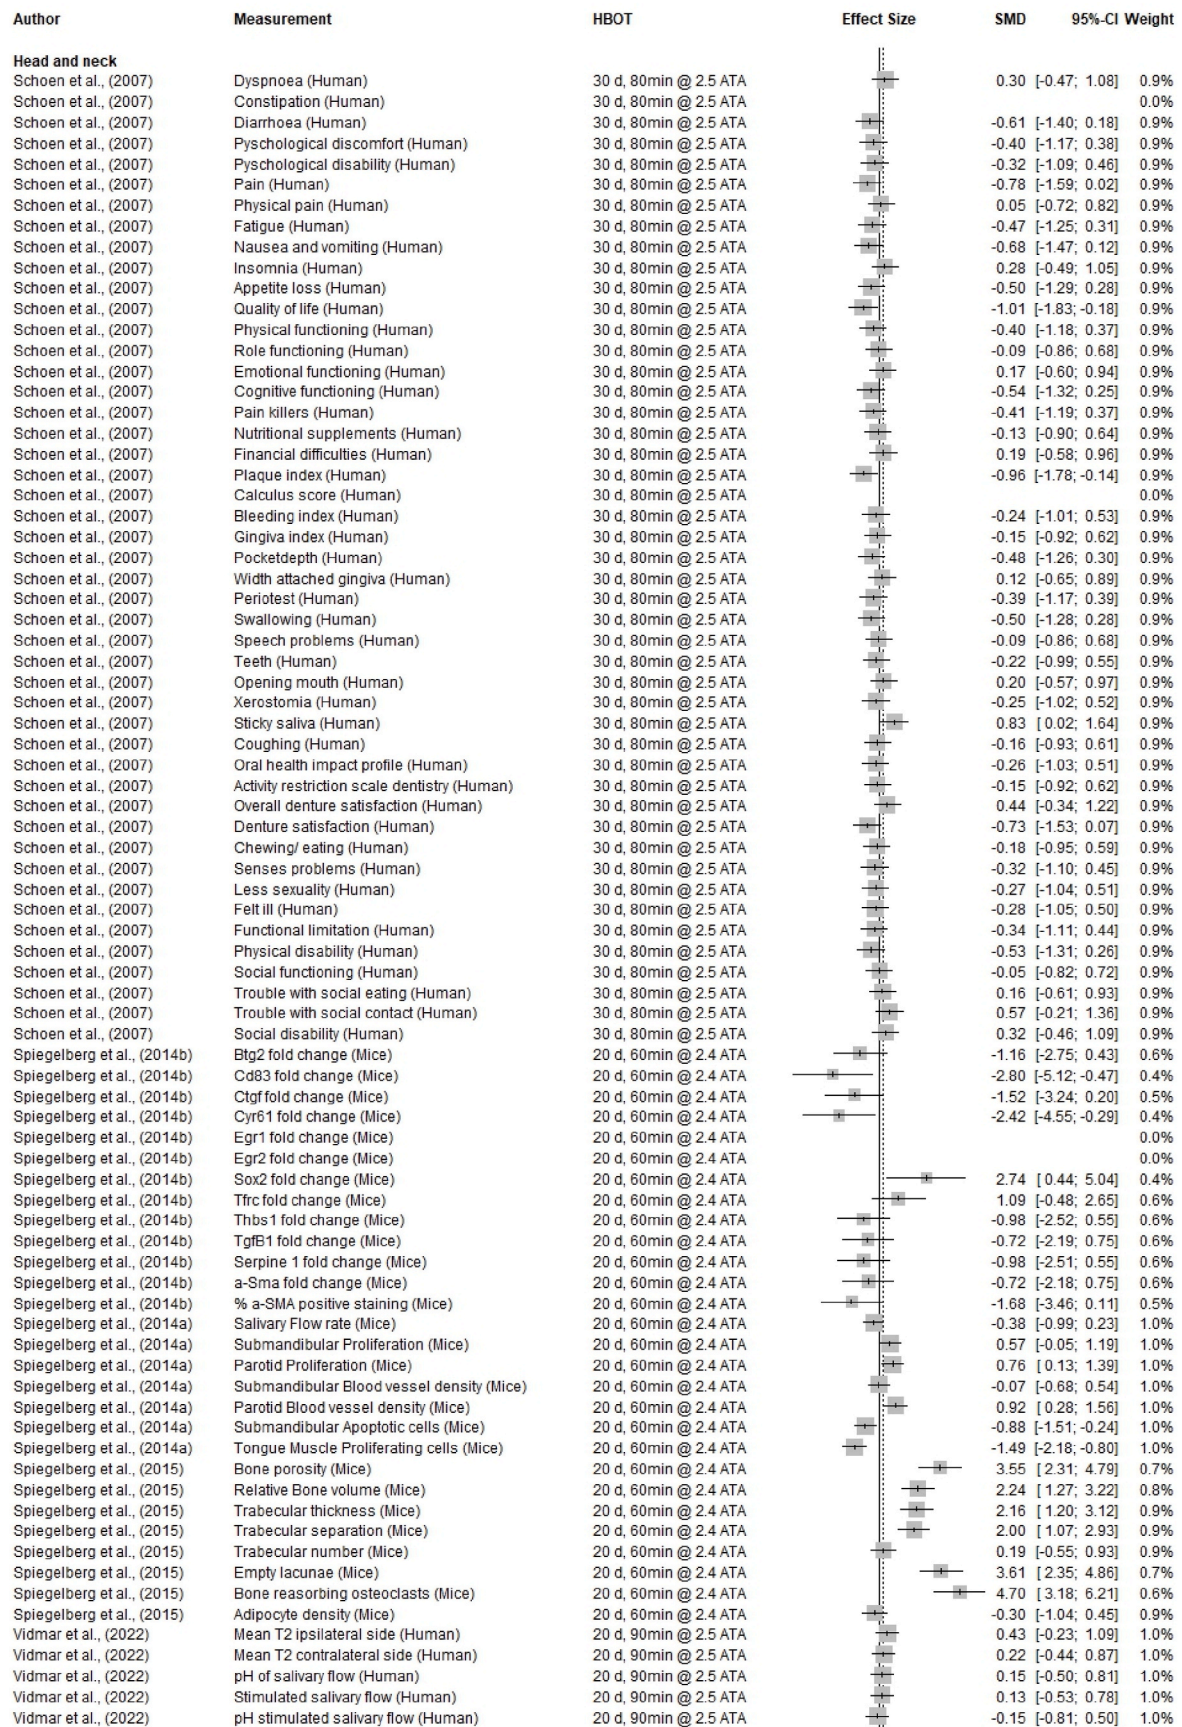 Author Measurement HBOT Effect Size SMD 95%-CI Weight
Head and neck
Schoen et al., (2007) Dyspnoea (Human) 30 d, 80min @ 2.5 ATA 0.30 [-0.47; 1.08] 0.9%
Schoen et al., (2007) Constipation (Human) 30 d, 80min @ 2.5 ATA 0.0%
Schoen et al., (2007) Diarrhoea (Human) 30 d, 80min @ 2.5 ATA -0.61 [-1.40; 0.18] 0.9%
Schoen et al., (2007) Pyschological discomfort (Human) 30 d, 80min @ 2.5 ATA -0.40 [-1.17; 0.38] 0.9%
Schoen et al., (2007) Pyschological disability (Human) 30 d, 80min @ 2.5 ATA -0.32 [-1.09; 0.46] 0.9%
Schoen et al., (2007) Pain (Human) 30 d, 80min @ 2.5 ATA -0.78 [-1.59; 0.02] 0.9%
Schoen et al., (2007) Physical pain (Human) 30 d, 80min @ 2.5 ATA 0.05 [-0.72; 0.82] 0.9%
Schoen et al., (2007) Fatigue (Human) 30 d, 80min @ 2.5 ATA -0.47 [-1.25; 0.31] 0.9%
Schoen et al., (2007) Nausea and vomiting (Human) 30 d, 80min @ 2.5 ATA -0.68 [-1.47; 0.12] 0.9%
Schoen et al., (2007) Insomnia (Human) 30 d, 80min @ 2.5 ATA 0.28 [-0.49; 1.05] 0.9%
Schoen et al., (2007) Appetite loss (Human) 30 d, 80min @ 2.5 ATA -0.50 [-1.29; 0.28] 0.9%
Schoen et al., (2007) Quality of life (Human) 30 d, 80min @ 2.5 ATA -1.01 [-1.83; -0.18] 0.9%
Schoen et al., (2007) Physical functioning (Human) 30 d, 80min @ 2.5 ATA -0.40 [-1.18; 0.37] 0.9%
Schoen et al., (2007) Role functioning (Human) 30 d, 80min @ 2.5 ATA -0.09 [-0.86; 0.68] 0.9%
Schoen et al., (2007) Emotional functioning (Human) 30 d, 80min @ 2.5 ATA 0.17 [-0.60; 0.94] 0.9%
Schoen et al., (2007) Cognitive functioning (Human) 30 d, 80min @ 2.5 ATA -0.54 [-1.32; 0.25] 0.9%
Schoen et al., (2007) Pain killers (Human) 30 d, 80min @ 2.5 ATA -0.41 [-1.19; 0.37] 0.9%
Schoen et al., (2007) Nutritional supplements (Human) 30 d, 80min @ 2.5 ATA -0.13 [-0.90; 0.64] 0.9%
Schoen et al., (2007) Financial difficulties (Human) 30 d, 80min @ 2.5 ATA 0.19 [-0.58; 0.96] 0.9%
Schoen et al., (2007) Plaque index (Human) 30 d, 80min @ 2.5 ATA -0.96 [-1.78; -0.14] 0.9%
Schoen et al., (2007) Calculus score (Human) 30 d, 80min @ 2.5 ATA 0.0%
Schoen et al., (2007) Bleeding index (Human) 30 d, 80min @ 2.5 ATA -0.24 [-1.01; 0.53] 0.9%
Schoen et al., (2007) Gingiva index (Human) 30 d, 80min @ 2.5 ATA -0.15 [-0.92; 0.62] 0.9%
Schoen et al., (2007) Pocketdepth (Human) 30 d, 80min @ 2.5 ATA -0.48 [-1.26; 0.30] 0.9%
Schoen et al., (2007) Width attached gingiva (Human) 30 d, 80min @ 2.5 ATA 0.12 [-0.65; 0.89] 0.9%
Schoen et al., (2007) Periotest (Human) 30 d, 80min @ 2.5 ATA -0.39 [-1.17; 0.39] 0.9%
Schoen et al., (2007) Swallowing (Human) 30 d, 80min @ 2.5 ATA -0.50 [-1.28; 0.28] 0.9%
Schoen et al., (2007) Speech problems (Human) 30 d, 80min @ 2.5 ATA -0.09 [-0.86; 0.68] 0.9%
Schoen et al., (2007) Teeth (Human) 30 d, 80min @ 2.5 ATA -0.22 [-0.99; 0.55] 0.9%
Schoen et al., (2007) Opening mouth (Human) 30 d, 80min @ 2.5 ATA 0.20 [-0.57; 0.97] 0.9%
Schoen et al., (2007) Xerostomia (Human) 30 d, 80min @ 2.5 ATA -0.25 [-1.02; 0.52] 0.9%
Schoen et al., (2007) Sticky saliva (Human) 30 d, 80min @ 2.5 ATA 0.83 [ 0.02; 1.64] 0.9%
Schoen et al., (2007) Coughing (Human) 30 d, 80min @ 2.5 ATA -0.16 [-0.93; 0.61] 0.9%
Schoen et al., (2007) Oral health impact profile (Human) 30 d, 80min @ 2.5 ATA -0.26 [-1.03; 0.51] 0.9%
Schoen et al., (2007) Activity restriction scale dentistry (Human) 30 d, 80min @ 2.5 ATA -0.15 [-0.92; 0.62] 0.9%
Schoen et al., (2007) Overall denture satisfaction (Human) 30 d, 80min @ 2.5 ATA 0.44 [-0.34; 1.22] 0.9%
Schoen et al., (2007) Denture satisfaction (Human) 30 d, 80min @ 2.5 ATA -0.73 [-1.53; 0.07] 0.9%
Schoen et al., (2007) Chewing/ eating (Human) 30 d, 80min @ 2.5 ATA -0.18 [-0.95; 0.59] 0.9%
Schoen et al., (2007) Senses problems (Human) 30 d, 80min @ 2.5 ATA -0.32 [-1.10; 0.45] 0.9%
Schoen et al., (2007) Less sexuality (Human) 30 d, 80min @ 2.5 ATA -0.27 [-1.04; 0.51] 0.9%
Schoen et al., (2007) Felt ill (Human) 30 d, 80min @ 2.5 ATA -0.28 [-1.05; 0.50] 0.9%
Schoen et al., (2007) Functional limitation (Human) 30 d, 80min @ 2.5 ATA -0.34 [-1.11; 0.44] 0.9%
Schoen et al., (2007) Physical disability (Human) 30 d, 80min @ 2.5 ATA -0.53 [-1.31; 0.26] 0.9%
Schoen et al., (2007) Social functioning (Human) 30 d, 80min @ 2.5 ATA -0.05 [-0.82; 0.72] 0.9%
Schoen et al., (2007) Trouble with social eating (Human) 30 d, 80min @ 2.5 ATA 0.16 [-0.61; 0.93] 0.9%
Schoen et al., (2007) Trouble with social contact (Human) 30 d, 80min @ 2.5 ATA 0.57 [-0.21; 1.36] 0.9%
Schoen et al., (2007) Social disability (Human) 30 d, 80min @ 2.5 ATA 0.32 [-0.46; 1.09] 0.9%
Spiegelberg et al., (2014b) Btg2 fold change (Mice) 20 d, 60min @ 2.4 ATA -1.16 [-2.75; 0.43] 0.6%
Spiegelberg et al., (2014b) Cd83 fold change (Mice) 20 d, 60min @ 2.4 ATA -2.80 [-5.12; -0.47] 0.4%
Spiegelberg et al., (2014b) Ctgf fold change (Mice) 20 d, 60min @ 2.4 ATA -1.52 [-3.24; 0.20] 0.5%
Spiegelberg et al., (2014b) Cyr61 fold change (Mice) 20 d, 60min @ 2.4 ATA -2.42 [-4.55; -0.29] 0.4%
Spiegelberg et al., (2014b) Egr1 fold change (Mice) 20 d, 60min @ 2.4 ATA 0.0%
Spiegelberg et al., (2014b) Egr2 fold change (Mice) 20 d, 60min @ 2.4 ATA 0.0%
Spiegelberg et al., (2014b) Sox2 fold change (Mice) 20 d, 60min @ 2.4 ATA 2.74 [ 0.44; 5.04] 0.4%
Spiegelberg et al., (2014b) Tfrc fold change (Mice) 20 d, 60min @ 2.4 ATA 1.09 [-0.48; 2.65] 0.6%
Spiegelberg et al., (2014b) Thbs1 fold change (Mice) 20 d, 60min @ 2.4 ATA -0.98 [-2.52; 0.55] 0.6%
Spiegelberg et al., (2014b) TgfB1 fold change (Mice) 20 d, 60min @ 2.4 ATA -0.72 [-2.19; 0.75] 0.6%
Spiegelberg et al., (2014b) Serpine 1 fold change (Mice) 20 d, 60min @ 2.4 ATA -0.98 [-2.51; 0.55] 0.6%
Spiegelberg et al., (2014b) a-Sma fold change (Mice) 20 d, 60min @ 2.4 ATA -0.72 [-2.18; 0.75] 0.6%
Spiegelberg et al., (2014b) % a-SMA positive staining (Mice) 20 d, 60min @ 2.4 ATA -1.68 [-3.46; 0.11] 0.5%
Spiegelberg et al., (2014a) Salivary Flow rate (Mice) 20 d, 60min @ 2.4 ATA -0.38 [-0.99; 0.23] 1.0%
Spiegelberg et al., (2014a) Submandibular Proliferation (Mice) 20 d, 60min @ 2.4 ATA 0.57 [-0.05; 1.19] 1.0%
Spiegelberg et al., (2014a) Parotid Proliferation (Mice) 20 d, 60min @ 2.4 ATA 0.76 [ 0.13; 1.39] 1.0%
Spiegelberg et al., (2014a) Submandibular Blood vessel density (Mice) 20 d, 60min @ 2.4 ATA -0.07 [-0.68; 0.54] 1.0%
Spiegelberg et al., (2014a) Parotid Blood vessel density (Mice) 20 d, 60min @ 2.4 ATA 0.92 [ 0.28; 1.56] 1.0%
Spiegelberg et al., (2014a) Submandibular Apoptotic cells (Mice) 20 d, 60min @ 2.4 ATA -0.88 [-1.51; -0.24] 1.0%
Spiegelberg et al., (2014a) Tongue Muscle Proliferating cells (Mice) 20 d, 60min @ 2.4 ATA -1.49 [-2.18; -0.80] 1.0%
Spiegelberg et al., (2015) Bone porosity (Mice) 20 d, 60min @ 2.4 ATA 3.55 [ 2.31; 4.79] 0.7%
Spiegelberg et al., (2015) Relative Bone volume (Mice) 20 d, 60min @ 2.4 ATA 2.24 [ 1.27; 3.22] 0.8%
Spiegelberg et al., (2015) Trabecular thickness (Mice) 20 d, 60min @ 2.4 ATA 2.16 [ 1.20; 3.12] 0.9%
Spiegelberg et al., (2015) Trabecular separation (Mice) 20 d, 60min @ 2.4 ATA 2.00 [ 1.07; 2.93] 0.9%
Spiegelberg et al., (2015) Trabecular number (Mice) 20 d, 60min @ 2.4 ATA 0.19 [-0.55; 0.93] 0.9%
Spiegelberg et al., (2015) Empty lacunae (Mice) 20 d, 60min @ 2.4 ATA 3.61 [ 2.35; 4.86] 0.7%
Spiegelberg et al., (2015) Bone reasorbing osteoclasts (Mice) 20 d, 60min @ 2.4 ATA 4.70 [ 3.18; 6.21] 0.6%
Spiegelberg et al., (2015) Adipocyte density (Mice) 20 d, 60min @ 2.4 ATA -0.30 [-1.04; 0.45] 0.9%
Vidmar et al., (2022) Mean T2 ipsilateral side (Human) 20 d, 90min @ 2.5 ATA 0.43 [-0.23; 1.09] 1.0%
Vidmar et al., (2022) Mean T2 contralateral side (Human) 20 d, 90min @ 2.5 ATA 0.22 [-0.44; 0.87] 1.0%
Vidmar et al., (2022) pH of salivary flow (Human) 20 d, 90min @ 2.5 ATA 0.15 [-0.50; 0.81] 1.0%
Vidmar et al., (2022) Stimulated salivary flow (Human) 20 d, 90min @ 2.5 ATA 0.13 [-0.53; 0.78] 1.0%
Vidmar et al., (2022) pH stimulated salivary flow (Human) 20 d, 90min @ 2.5 ATA -0.15 [-0.81; 0.50] 1.0%